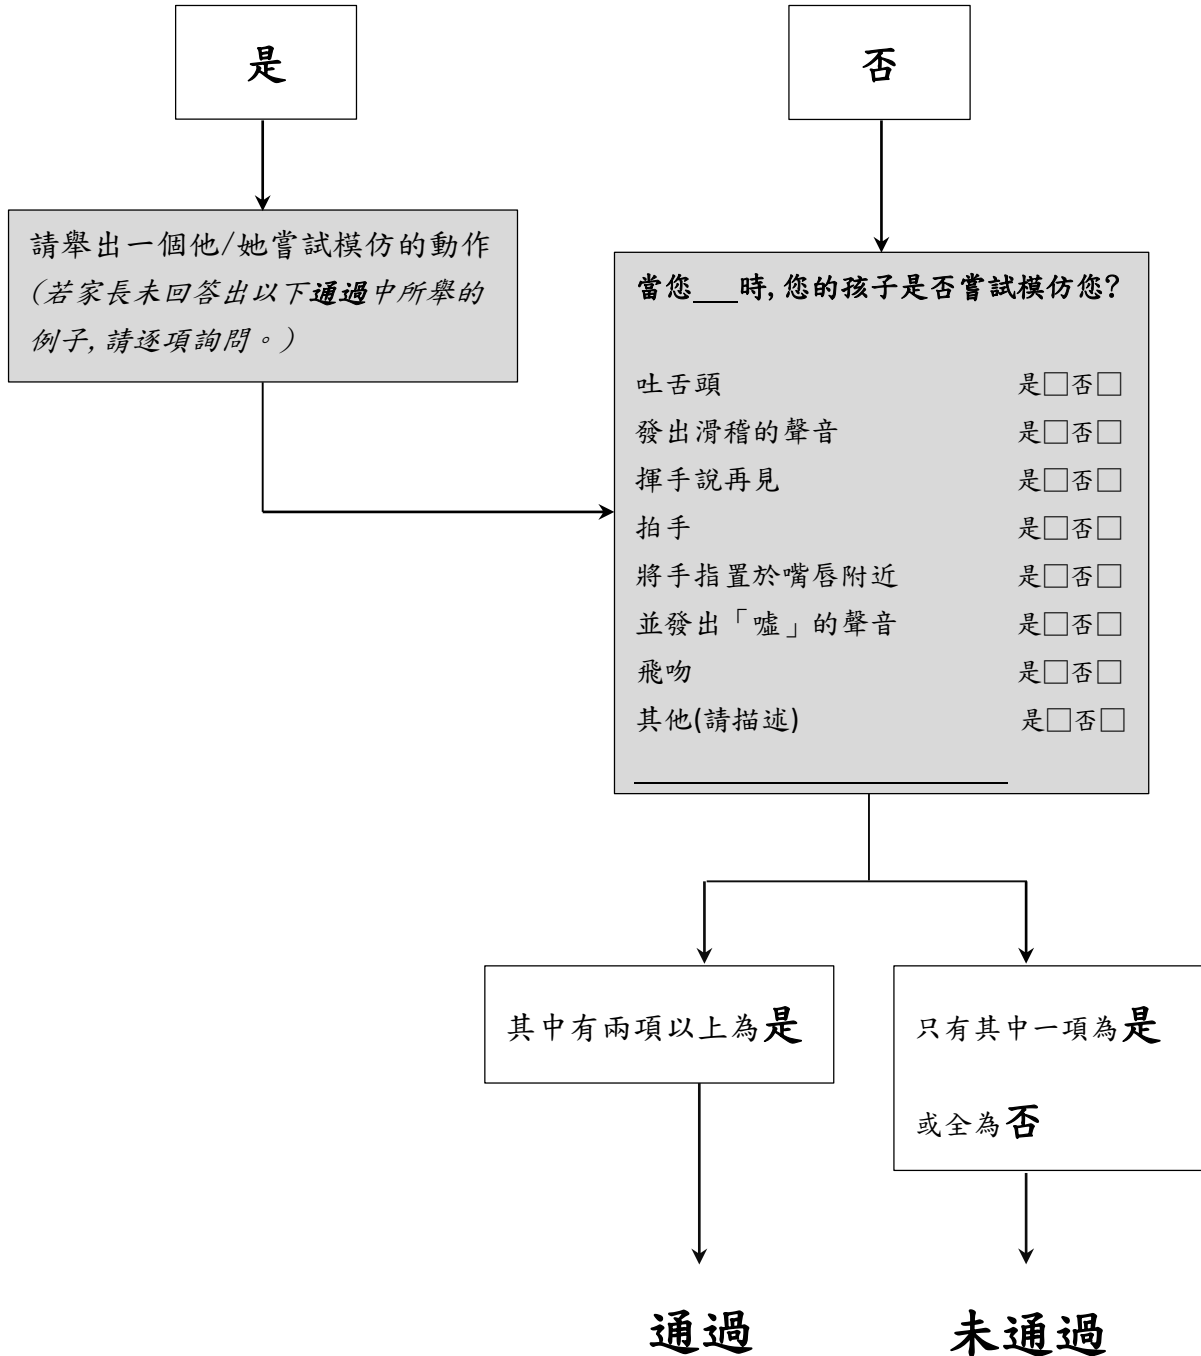 是
否
請舉出一個他/她嘗試模仿的動作
(若家長未回答出以下通過中所舉的
例子,請逐項詢問。)
當您___時,您的孩子是否嘗試模仿您?
吐舌頭 是□否□
發出滑稽的聲音 是□否□
揮手說再見 是□否□
拍手 是□否□
將手指置於嘴唇附近 是□否□
並發出「噓」的聲音 是□否□
飛吻 是□否□
其他(請描述) 是□否□
其中有兩項以上為是
只有其中一項為是
或全為否
通過
未通過